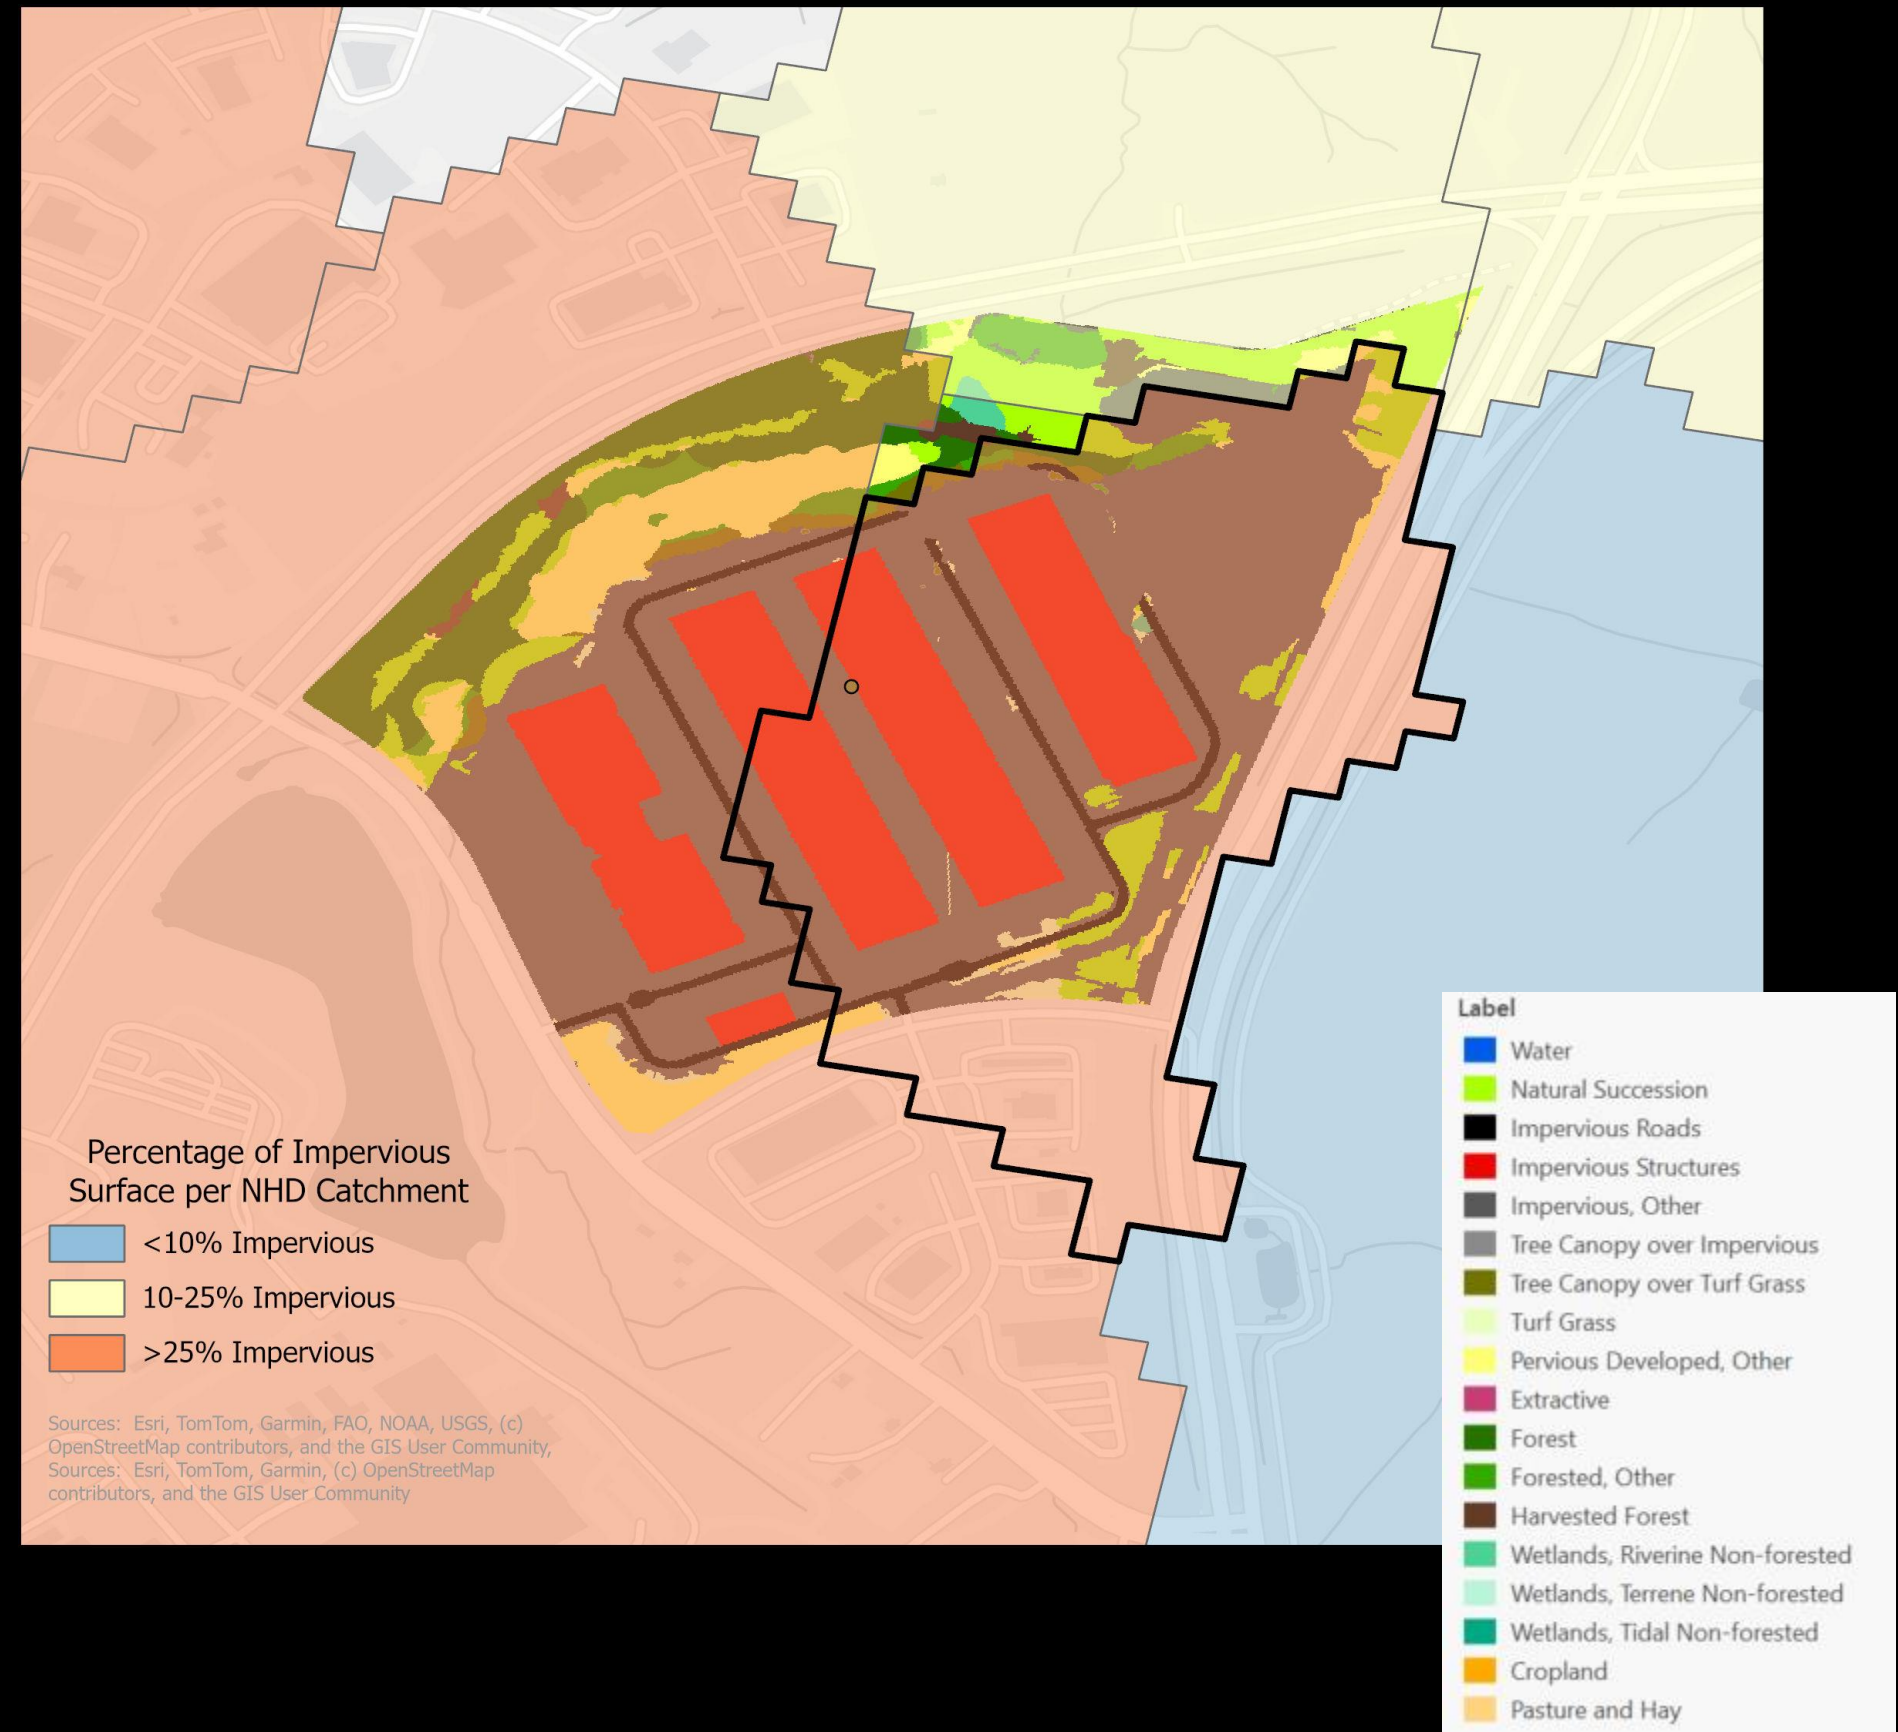 Percentage of Impervious
Surface per NHD Catchment
<10% Impervious
10-25% Impervious
>25% Impervious
Sources: Esri, TomTom, Garmin, FAO, NOAA, USGS, (c)
OpenStreetMap contributors, and the GIS User Community,
Sources: Esri, TomTom, Garmin, (c) OpenStreetMap
contributors, and the GIS User Community
Label
Water
Natural Succession
Impervious Roads
Impervious Structures
Impervious, Other
Tree Canopy over Impervious
Tree Canopy over Turf Grass
Turf Grass
Pervious Developed, Other
Extractive
Forest
Forested, Other
Harvested Forest
Wetlands, Riverine Non-forested
Wetlands, Terrene Non-forested
Wetlands, Tidal Non-forested
Cropland
Pasture and Hay